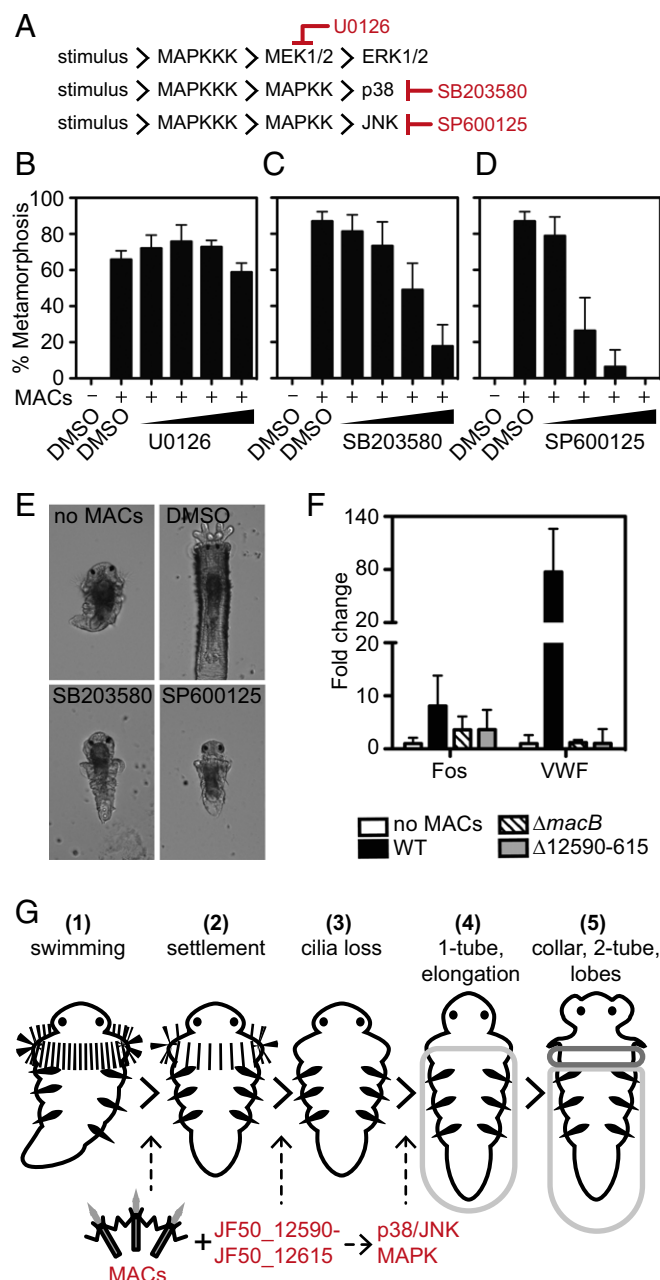 A
U0126
stimulus > MAPKKK > MEK1/2 > ERK1/2
stimulus > MAPKKK > MAPKK > p38 SB203580
stimulus > MAPKKK > MAPKK > JNK SP600125
B C D
% Metamorphosis
100
80
60
40
20
0
MACs − + + + + + − + + + + + − + + + + +
DMSO DMSO U0126 DMSO DMSO SB203580 DMSO DMSO SP600125
E
no MACs DMSO
SB203580 SP600125
F
Fold change
140
80
20
20
10
0
Fos VWF
no MACs ΔmacB
WT Δ12590-615
G
(1) (2) (3) (4) (5)
swimming settlement cilia loss 1-tube, elongation collar, 2-tube, lobes
MACs + JF50_12590-JF50_12615 p38/JNK MAPK